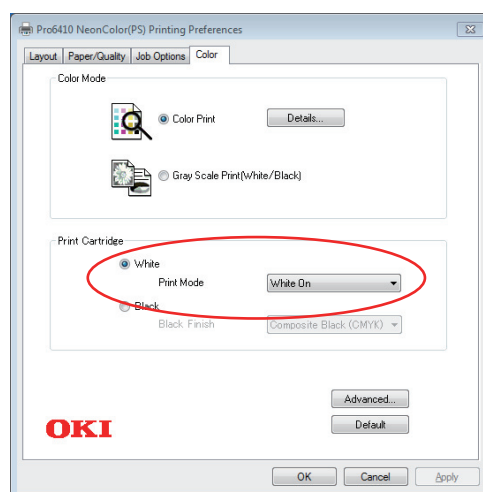 Pro6410 NeonColor(PS) Printing Preferences
Layout Paper/Quality Job Options Color
Color Mode
Color Print Details...
Gray Scale Print(White/Black)
Print Cartridge
White
Print Mode White On
Black
Black Finish Composite Black (CMYK)
Advanced...
OKI Default
OK Cancel Apply